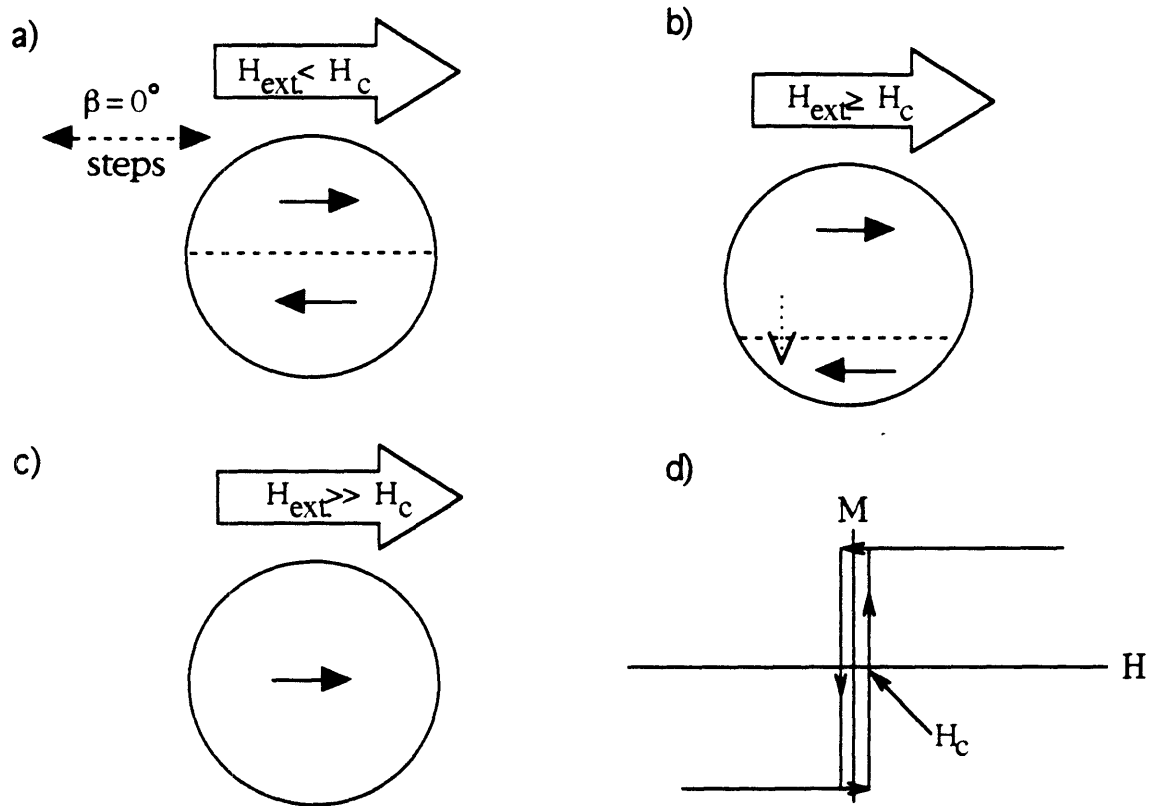 a)
H_ext. < H_c
β = 0°
steps
b)
H_ext. ≥ H_c
c)
H_ext. >> H_c
d)
M
H
H_c